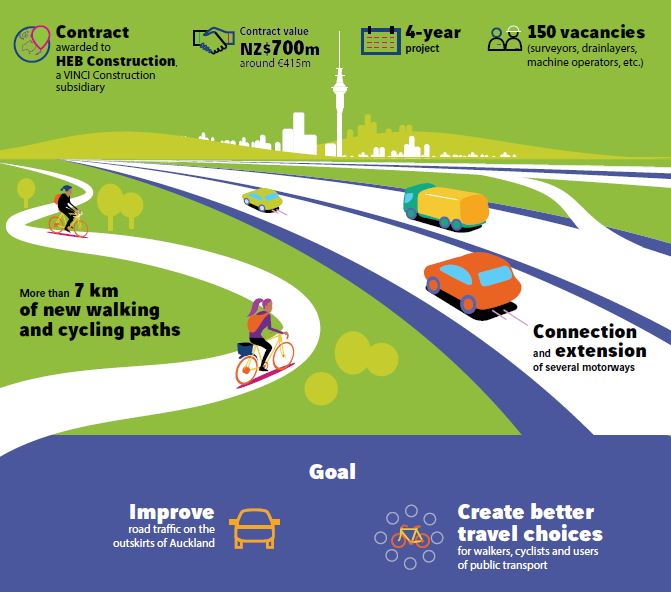 Contract
awarded to
HEB Construction,
a VINCI Construction
subsidiary
Contract value
NZ$700m
around €415m
4-year
project
150 vacancies
(surveyors, drainlayers,
machine operators, etc.)
More than 7 km
of new walking
and cycling paths
Connection
and extension
of several motorways
Goal
Improve
road traffic on the
outskirts of Auckland
Create better
travel choices
for walkers, cyclists and users
of public transport